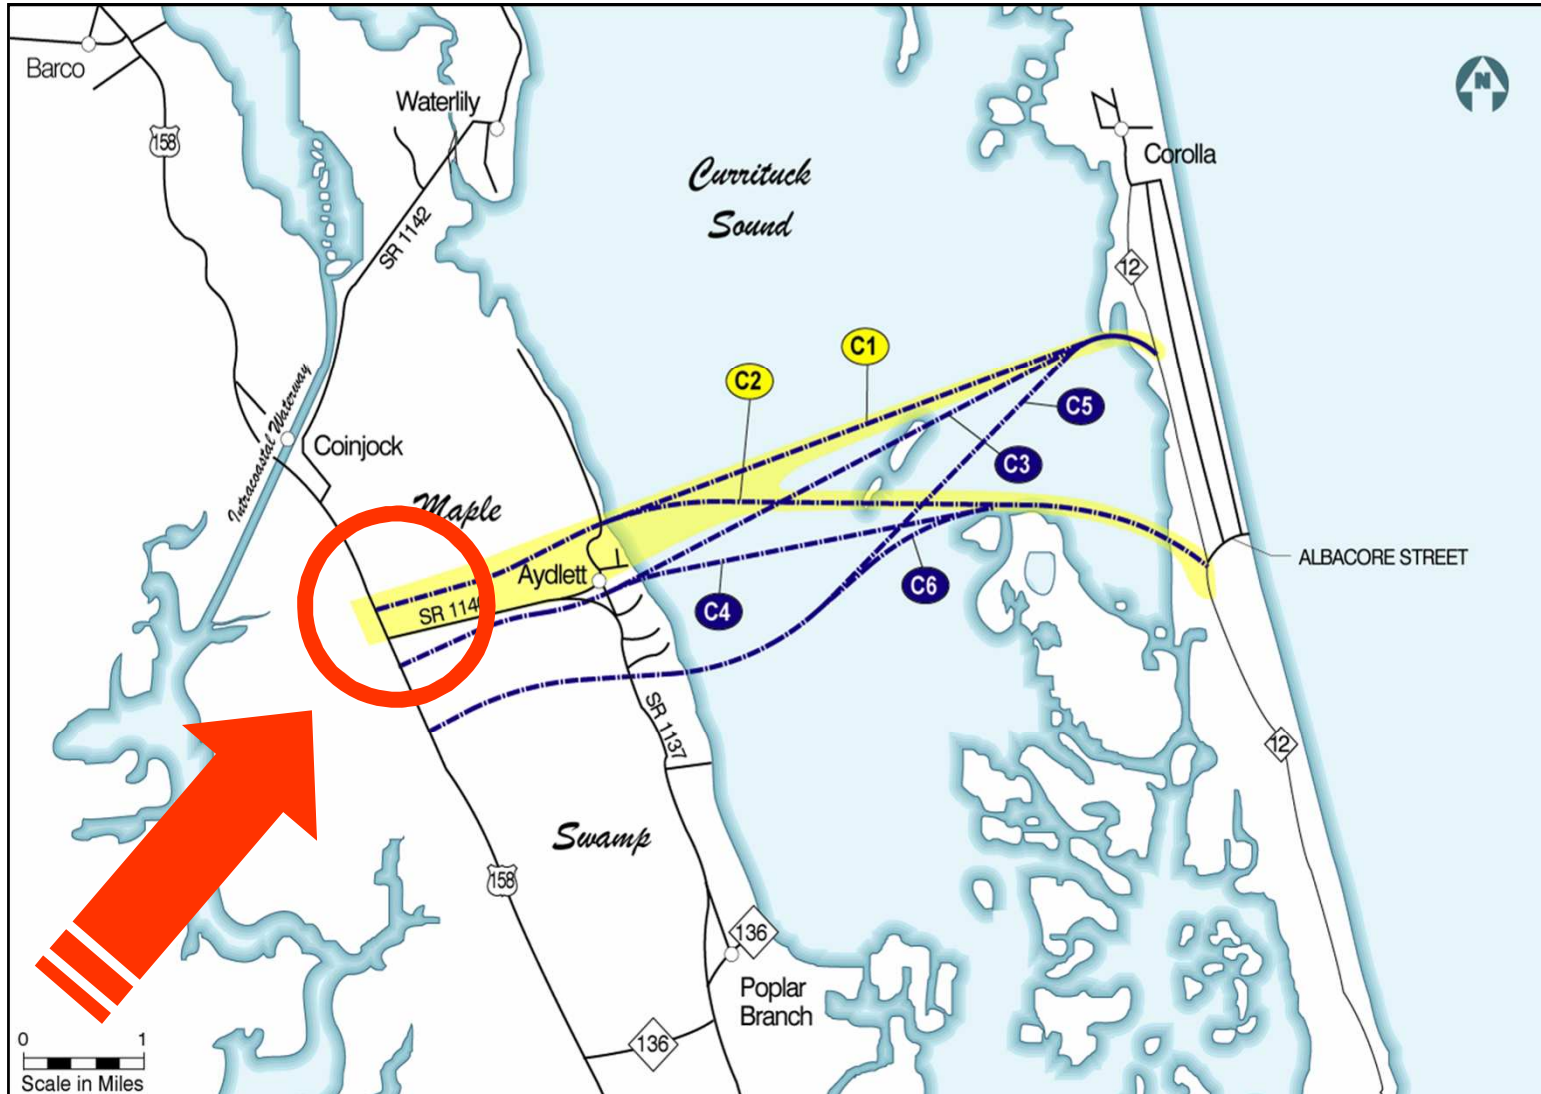 Barco
158
Waterlily
N
Currituck
Sound
Corolla
SR 1142
12
C1
C2
Intracoastal Waterway
Coinjock
C5
C3
Maple
ALBACORE STREET
Aydlett
SR 114
C6
C4
SR 1137
12
Swamp
158
136
Poplar
Branch
136
0 1
Scale in Miles